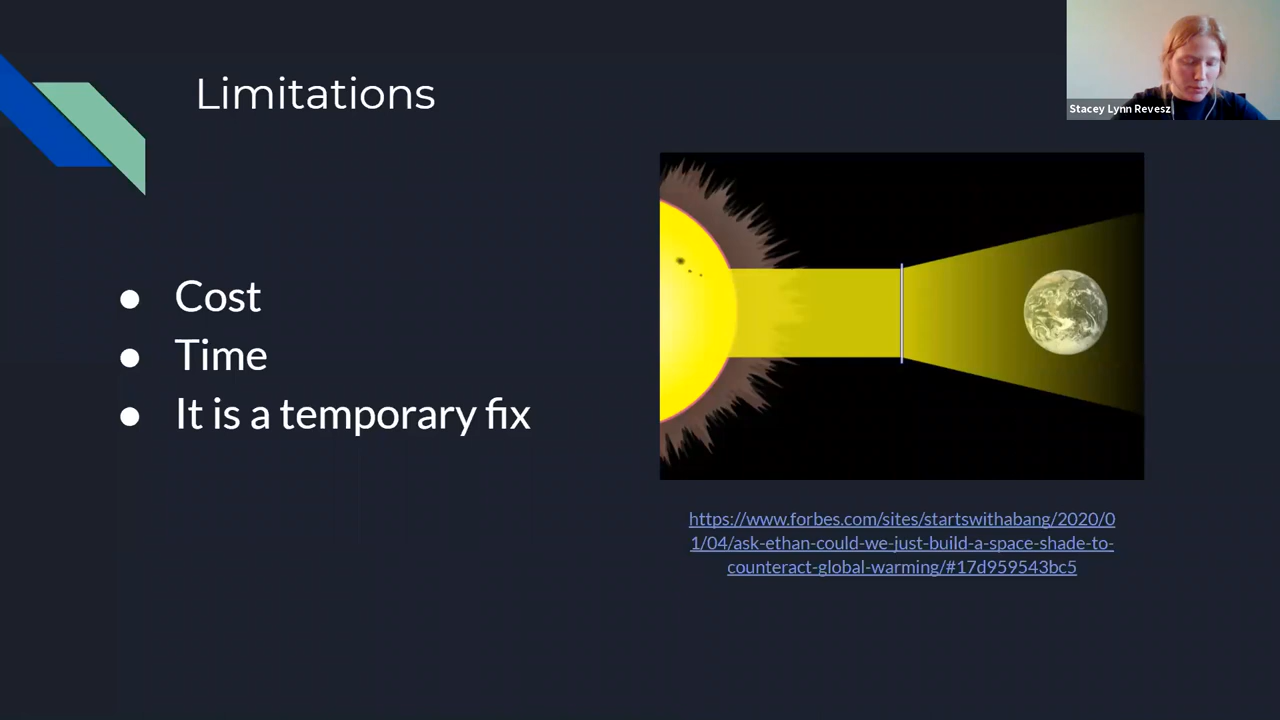 Limitations
Stacey Lynn Revesz
● Cost
● Time
● It is a temporary fix
https://www.forbes.com/sites/startswithabang/2020/0
1/04/ask-ethan-could-we-just-build-a-space-shade-to-
counteract-global-warming/#17d959543bc5